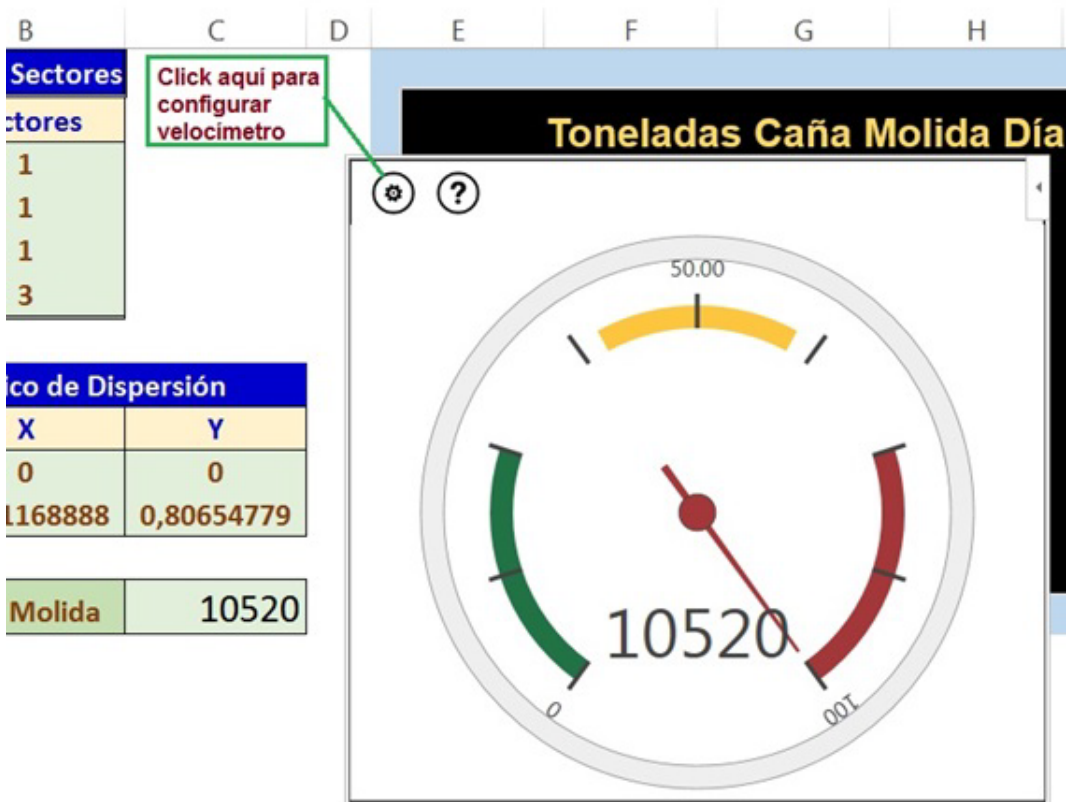 B C D E F G H
Sectores
ctores
1
1
1
3
Click aquí para
configurar
velocímetro
Toneladas Caña Molida Día
?
50.00
0
100
10520
ico de Dispersión
X Y
0 0
1168888 0,80654779
Molida 10520